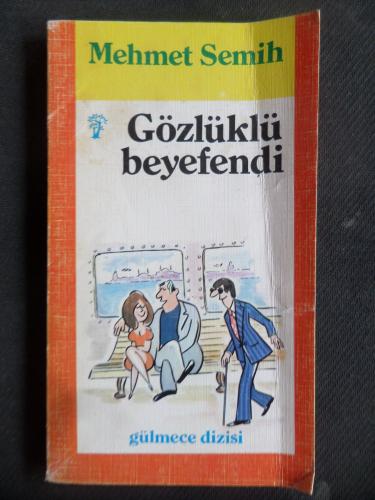 Mehmet Semih
Gözlüklü
beyefendi
gülmece dizisi